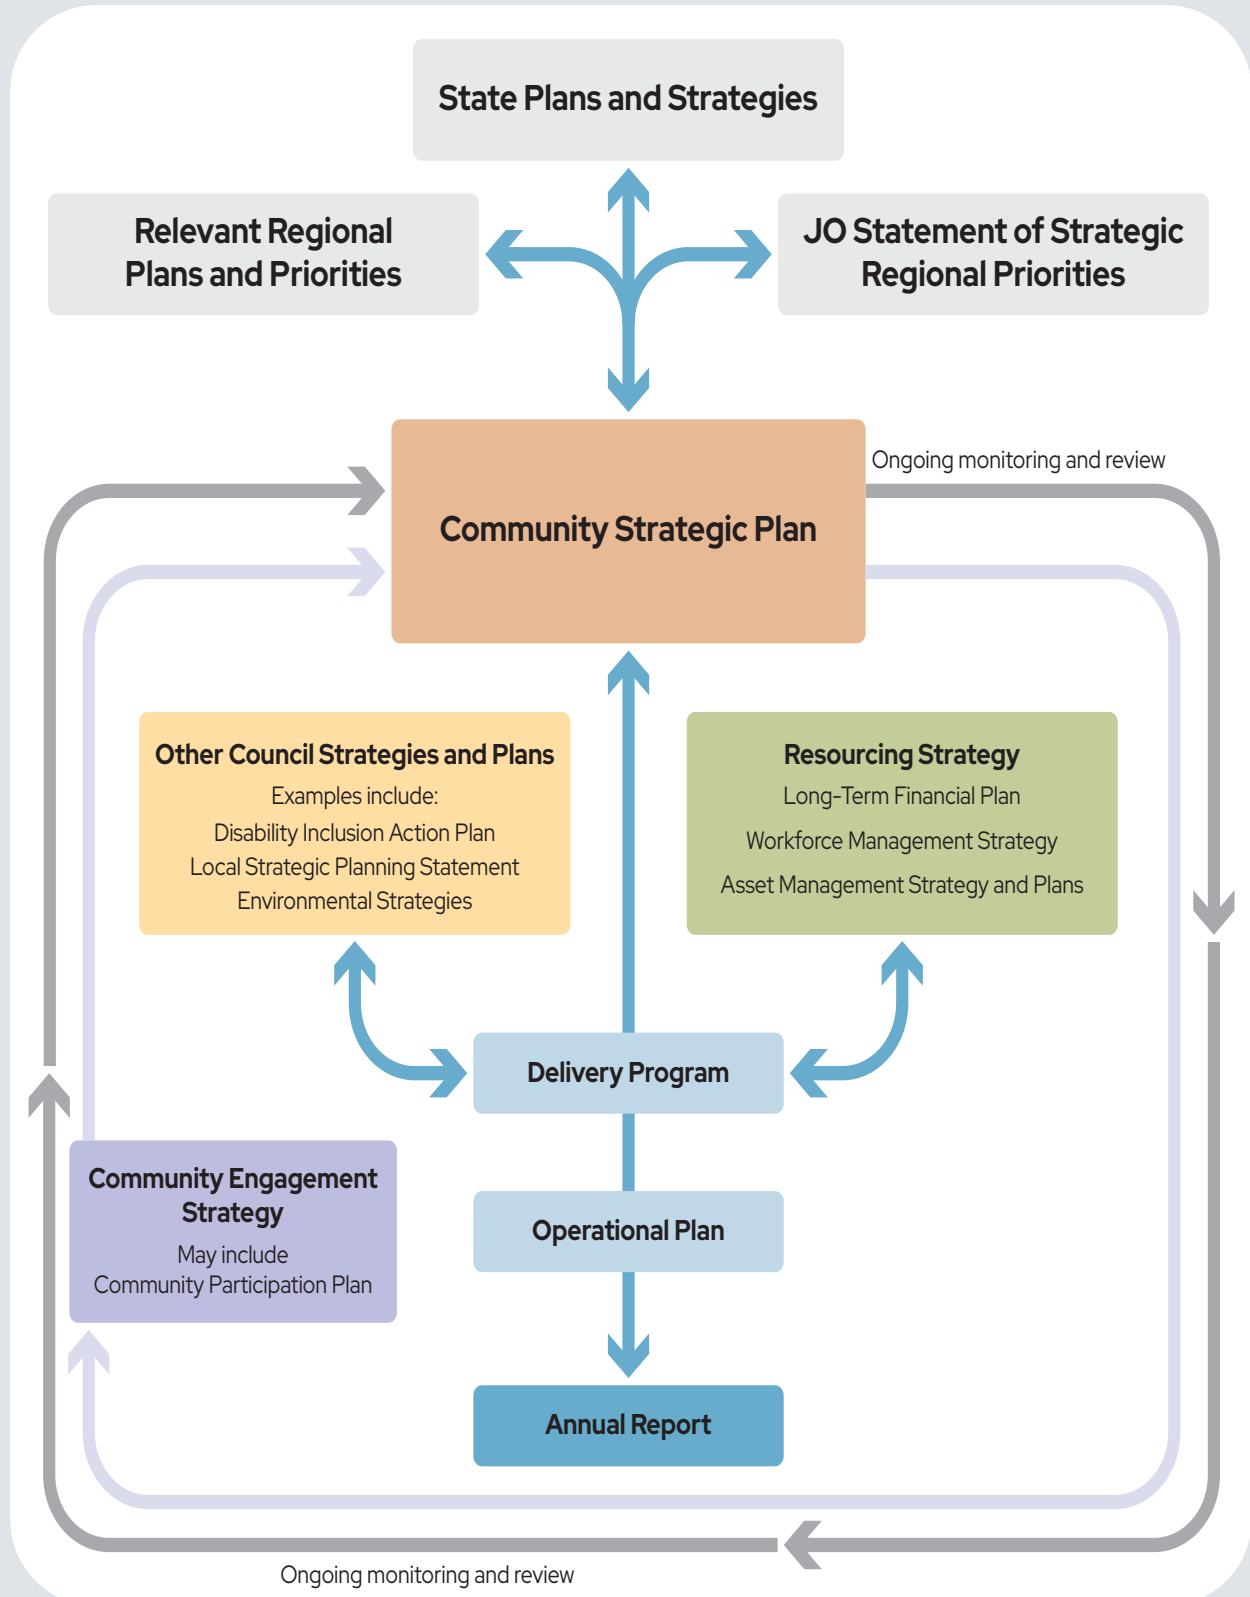 State Plans and Strategies
Relevant Regional
Plans and Priorities
JO Statement of Strategic
Regional Priorities
Ongoing monitoring and review
Community Strategic Plan
Other Council Strategies and Plans
Examples include:
Disability Inclusion Action Plan
Local Strategic Planning Statement
Environmental Strategies
Resourcing Strategy
Long-Term Financial Plan
Workforce Management Strategy
Asset Management Strategy and Plans
Delivery Program
Community Engagement
Strategy
May include
Community Participation Plan
Operational Plan
Annual Report
Ongoing monitoring and review